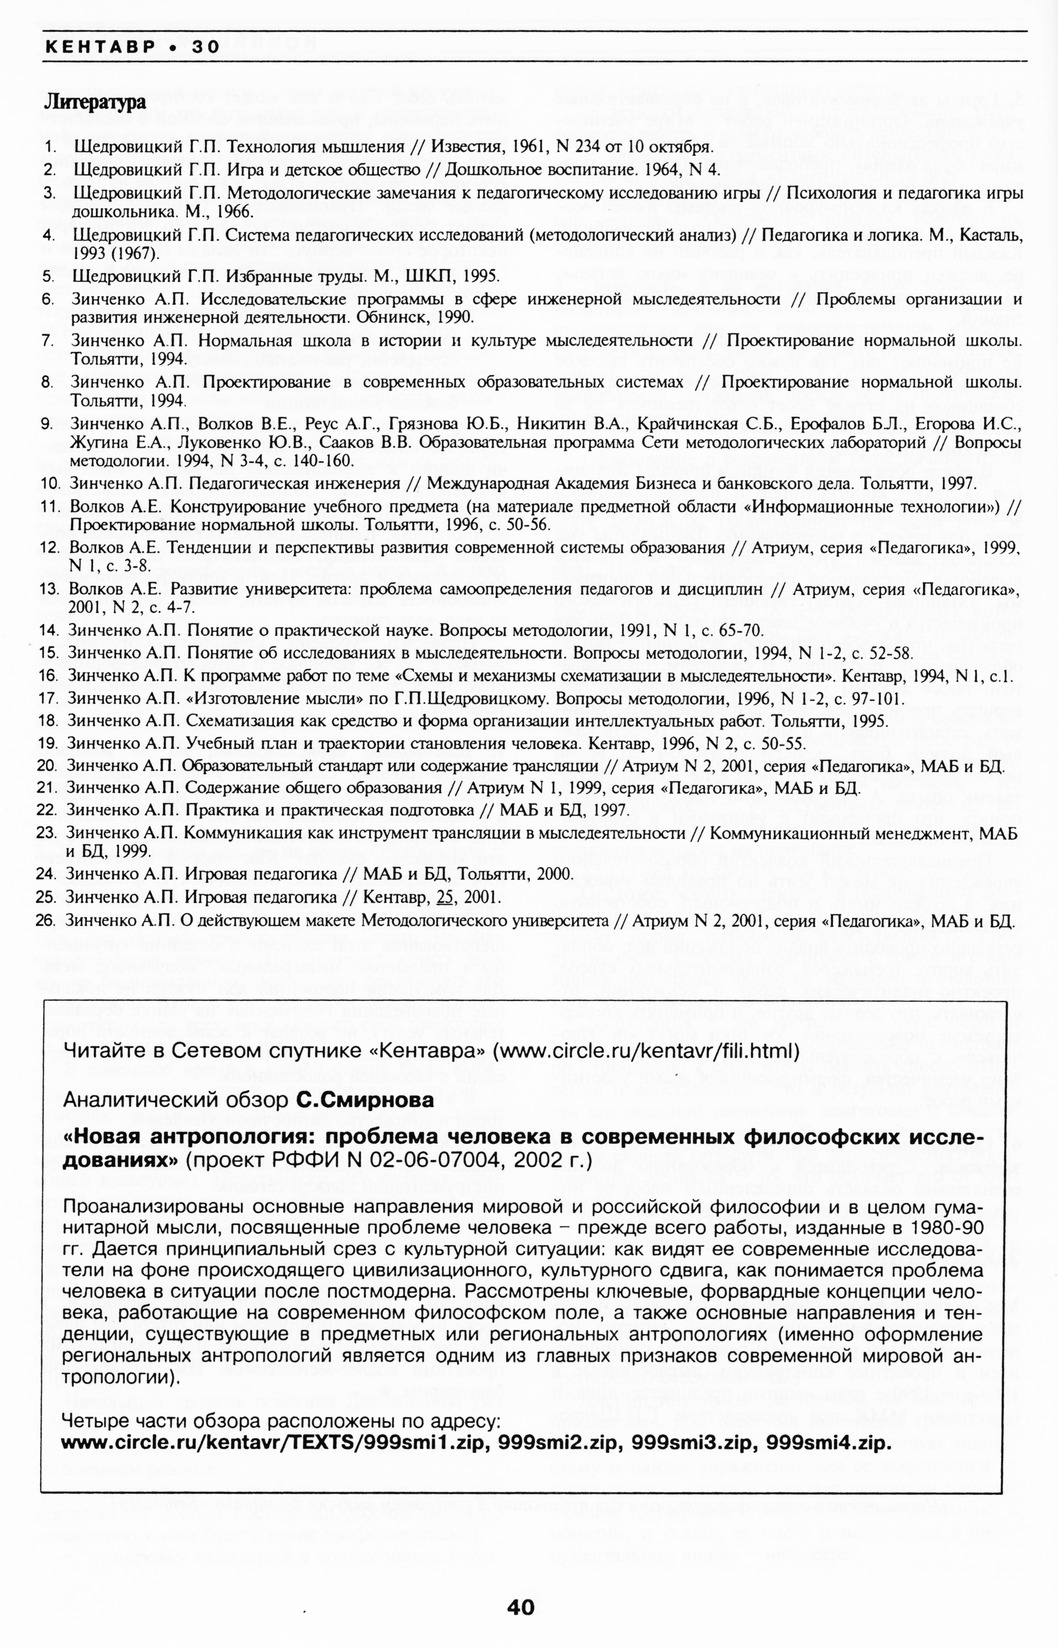 КЕНТАВР • 30
Литература
1. Щедровицкий Г.П. Технология мышления // Известия, 1961, N 234 от 10 октября.
2. Щедровицкий Г.П. Игра и детское общество // Дошкольное воспитание. 1964, N 4.
3. Щедровицкий Г.П. Методологические замечания к педагогическому исследованию игры // Психология и педагогика игры
дошкольника. М., 1966.
4. Щедровицкий Г.П. Система педагогических исследований (методологический анализ) // Педагогика и логика. М., Касталь,
1993 (1967).
5. Щедровицкий Г.П. Избранные труды. М., ШКП, 1995.
6. Зинченко А.П. Исследовательские программы в сфере инженерной мыследеятельности // Проблемы организации и
развития инженерной деятельности. Обнинск, 1990.
7. Зинченко А.П. Нормальная школа в истории и культуре мыследеятельности // Проектирование нормальной школы.
Тольятти, 1994.
8. Зинченко А.П. Проектирование в современных образовательных системах // Проектирование нормальной школы.
Тольятти, 1994.
9. Зинченко А.П., Волков В.Е., Реус А.Г., Грязнова Ю.Б., Никитин В.А., Крайчинская С.Б., Ерофалов Б.Л., Егорова И.С.,
Жугина Е.А., Луковенко Ю.В., Сааков В.В. Образовательная программа Сети методологических лабораторий // Вопросы
методологии. 1994, N 3-4, с. 140-160.
10. Зинченко А.П. Педагогическая инженерия // Международная Академия Бизнеса и банковского дела. Тольятти, 1997.
11. Волков А.Е. Конструирование учебного предмета (на материале предметной области «Информационные технологии») //
Проектирование нормальной школы. Тольятти, 1996, с. 50-56.
12. Волков А.Е. Тенденции и перспективы развития современной системы образования // Атриум, серия «Педагогика», 1999,
N 1, с. 3-8.
13. Волков А.Е. Развитие университета: проблема самоопределения педагогов и дисциплин // Атриум, серия «Педагогика»,
2001, N 2, с. 4-7.
14. Зинченко А.П. Понятие о практической науке. Вопросы методологии, 1991, N 1, с. 65-70.
15. Зинченко А.П. Понятие об исследованиях в мыследеятельности. Вопросы методологии, 1994, N 1-2, с. 52-58.
16. Зинченко А.П. К программе работ по теме «Схемы и механизмы схематизации в мыследеятельности». Кентавр, 1994, N 1, с.1.
17. Зинченко А.П. «Изготовление мысли» по Г.П.Щедровицкому. Вопросы методологии, 1996, N 1-2, с. 97-101.
18. Зинченко А.П. Схематизация как средство и форма организации интеллектуальных работ. Тольятти, 1995.
19. Зинченко А.П. Учебный план и траектории становления человека. Кентавр, 1996, N 2, с. 50-55.
20. Зинченко А.П. Образовательный стандарт или содержание трансляции // Атриум N 2, 2001, серия «Педагогика», МАБ и БД.
21. Зинченко А.П. Содержание общего образования // Атриум N 1, 1999, серия «Педагогика», МАБ и БД.
22. Зинченко А.П. Практика и практическая подготовка // МАБ и БД, 1997.
23. Зинченко А.П. Коммуникация как инструмент трансляции в мыследеятельности // Коммуникационный менеджмент, МАБ
и БД, 1999.
24. Зинченко А.П. Игровая педагогика // МАБ и БД, Тольятти, 2000.
25. Зинченко А.П. Игровая педагогика // Кентавр, 25, 2001.
26. Зинченко А.П. О действующем макете Методологического университета // Атриум N 2, 2001, серия «Педагогика», МАБ и БД.
Читайте в Сетевом спутнике «Кентавра» (www.circle.ru/kentavr/fili.html)
Аналитический обзор С.Смирнова
«Новая антропология: проблема человека в современных философских иссле-
дованиях» (проект РФФИ N 02-06-07004, 2002 г.)
Проанализированы основные направления мировой и российской философии и в целом гума-
нитарной мысли, посвященные проблеме человека – прежде всего работы, изданные в 1980-90
гг. Дается принципиальный срез с культурной ситуации: как видят ее современные исследова-
тели на фоне происходящего цивилизационного, культурного сдвига, как понимается проблема
человека в ситуации после постмодерна. Рассмотрены ключевые, форвардные концепции чело-
века, работающие на современном философском поле, а также основные направления и тен-
денции, существующие в предметных или региональных антропологиях (именно оформление
региональных антропологий является одним из главных признаков современной мировой ан-
тропологии).
Четыре части обзора расположены по адресу:
www.circle.ru/kentavr/TEXTS/999smi1.zip, 999smi2.zip, 999smi3.zip, 999smi4.zip.
40